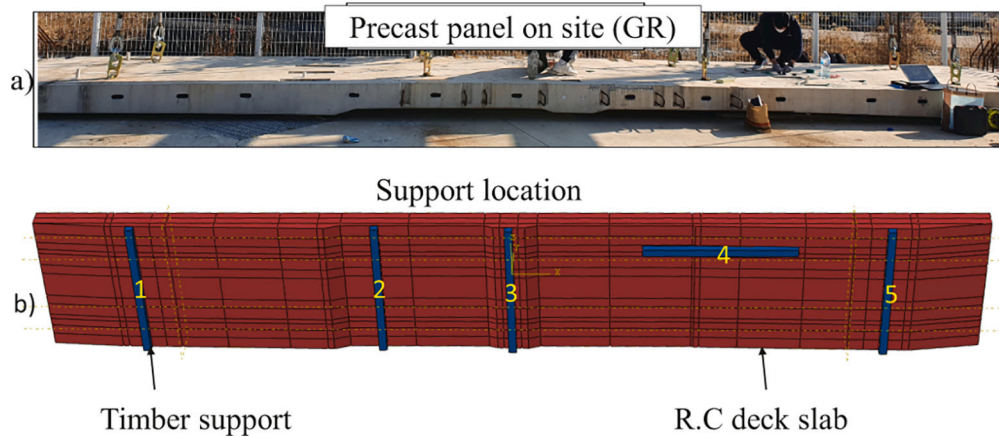 Precast panel on site (GR)
a)
Support location
b)
1
2
3
4
5
y
x
Timber support
R.C deck slab